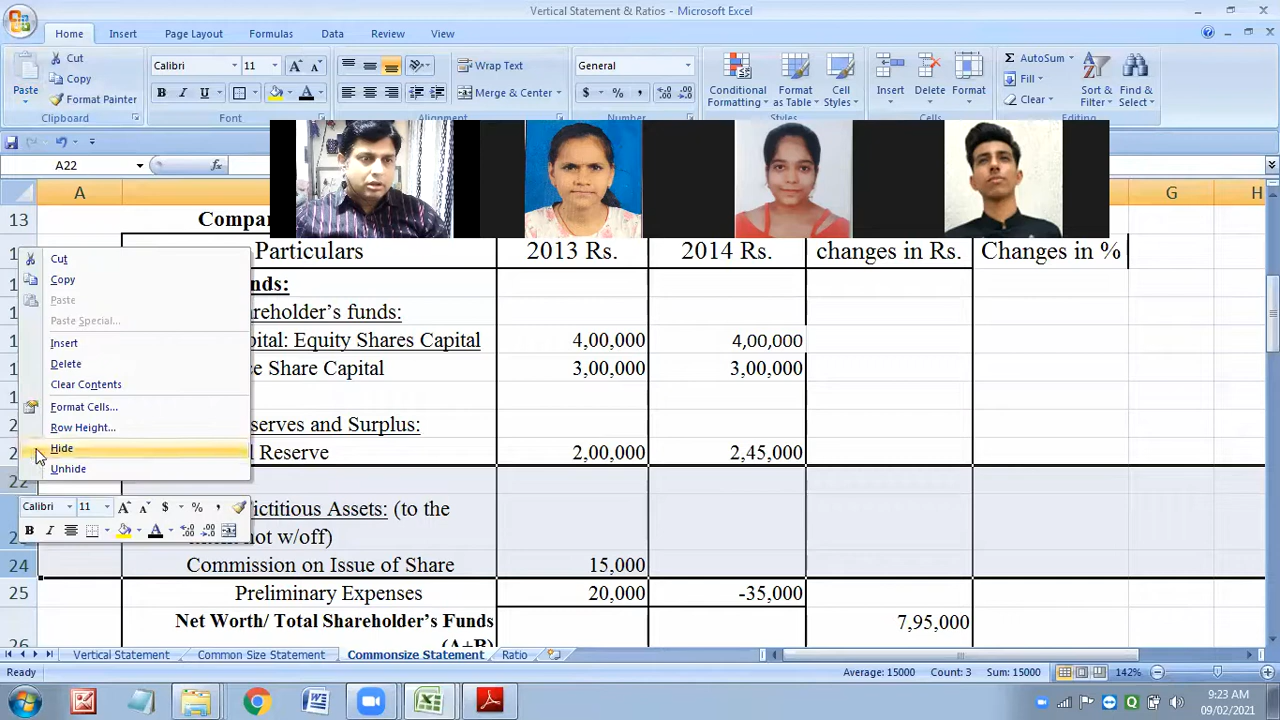 Vertical Statement & Ratios - Microsoft Excel
Home Insert Page Layout Formulas Data Review View
Paste
Cut
Copy
Format Painter
Clipboard
Calibri 11
B I U
Font
Wrap Text
Merge & Center
Alignment
General
$ % ,
Number
Conditional Formatting
Format as Table
Cell Styles
Styles
Insert
Delete
Format
Cells
AutoSum
Fill
Clear
Sort & Filter
Find & Select
Editing
A22
fx
A G H
13 Compa
Particulars 2013 Rs. 2014 Rs. changes in Rs. Changes in %
nds:
areholder's funds:
pital: Equity Shares Capital 4,00,000 4,00,000
e Share Capital 3,00,000 3,00,000
serves and Surplus:
l Reserve 2,00,000 2,45,000
22
ictitious Assets: (to the
not w/off)
24 Commission on Issue of Share 15,000
25 Preliminary Expenses 20,000 -35,000
Net Worth/ Total Shareholder's Funds 7,95,000
26 (A+B)
Cut
Copy
Paste
Paste Special...
Insert
Delete
Clear Contents
Format Cells...
Row Height...
Hide
Unhide
Calibri 11 A A $ % ,
B I A
Vertical Statement Common Size Statement Commonsize Statement Ratio
Ready Average: 15000 Count: 3 Sum: 15000 142%
9:23 AM
09/02/2021